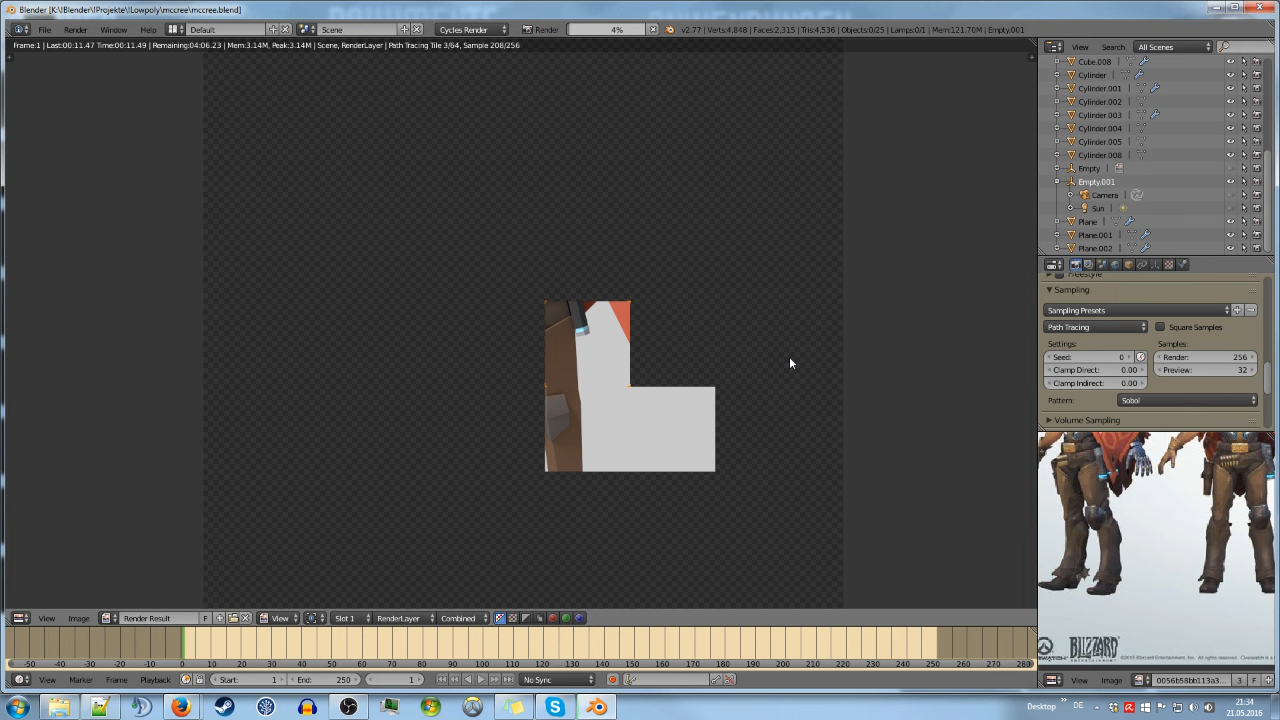 Blender [K:\!Blender\!Projekte\!Lowpoly\mccree\mccree.blend]
File Render Window Help Default Scene Cycles Render Render 4% v2.77 | Verts:4,848 | Faces:2,315 | Tris:4,536 | Objects:0/25 | Lamps:0/1 | Mem:121.70M | Empty.001
Frame:1 | Last:00:11.47 Time:00:11.49 | Remaining:04:06.23 | Mem:3.14M, Peak:3.14M | Scene, RenderLayer | Path Tracing Tile 3/64, Sample 208/256
View Search All Scenes
Cube.008
Cylinder
Cylinder.001
Cylinder.002
Cylinder.003
Cylinder.004
Cylinder.005
Cylinder.008
Empty
Empty.001
Camera
Sun
Plane
Plane.001
Plane.002
Freestyle
Sampling
Sampling Presets
Path Tracing Square Samples
Settings: Samples:
Seed: 0 Render: 256
Clamp Direct: 0.00 Preview: 32
Clamp Indirect: 0.00
Pattern: Sobol
Volume Sampling
BLIZZARD
View Image Render Result F View Slot 1 RenderLayer Combined
-50 -40 -30 -20 -10 0 10 20 30 40 50 60 70 80 90 100 110 120 130 140 150 160 170 180 190 200 210 220 230 240 250 260 270 280
View Marker Frame Playback Start: 1 End: 250 1 No Sync
View Image 0056b58bb113a3... 3 F
Desktop DE 21:34
21.05.2016